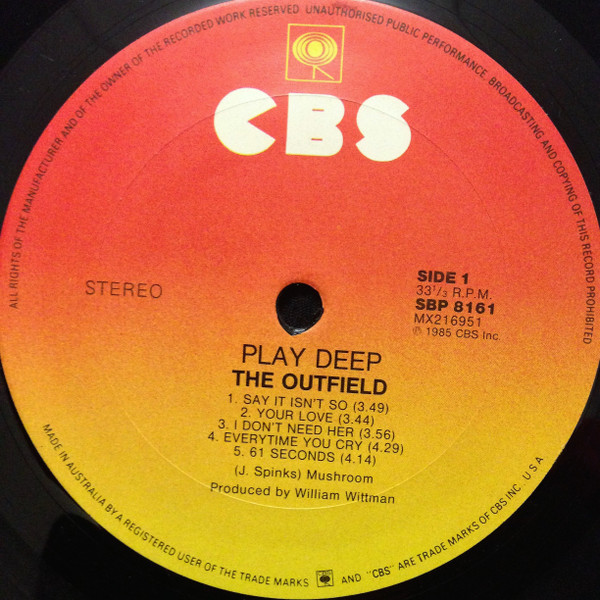 ALL RIGHTS OF THE MANUFACTURER AND OF THE OWNER OF THE RECORDED WORK RESERVED. UNAUTHORISED PUBLIC PERFORMANCE, BROADCASTING AND COPYING OF THIS RECORD PROHIBITED
CBS
STEREO
SIDE 1
33 1/3 R.P.M.
SBP 8161
MX216951
℗ 1985 CBS Inc.
PLAY DEEP
THE OUTFIELD
1. SAY IT ISN'T SO (3.49)
2. YOUR LOVE (3.44)
3. I DON'T NEED HER (3.56)
4. EVERYTIME YOU CRY (4.29)
5. 61 SECONDS (4.14)
(J. Spinks) Mushroom
Produced by William Wittman
MADE IN AUSTRALIA BY A REGISTERED USER OF THE TRADE MARKS AND "CBS" ARE TRADE MARKS OF CBS INC. U.S.A